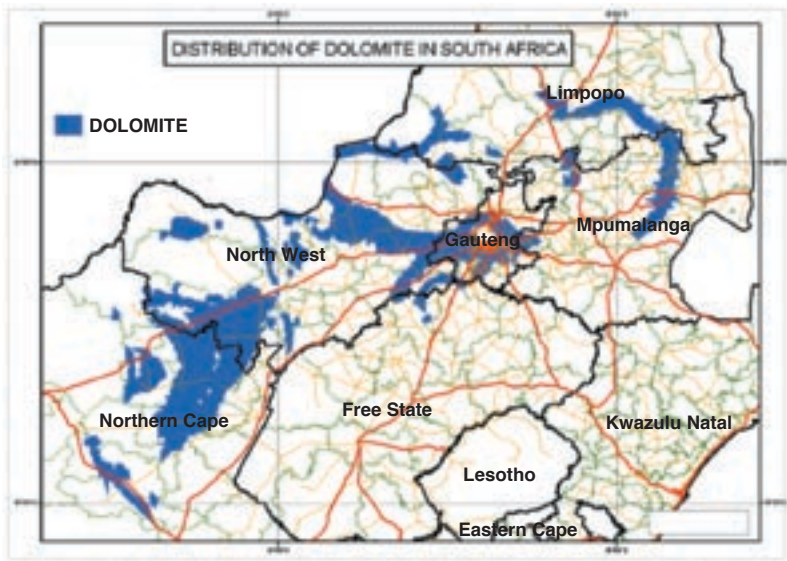 DISTRIBUTION OF DOLOMITE IN SOUTH AFRICA
Limpopo
DOLOMITE
Mpumalanga
Gauteng
North West
Free State
Northern Cape
Kwazulu Natal
Lesotho
Eastern Cape